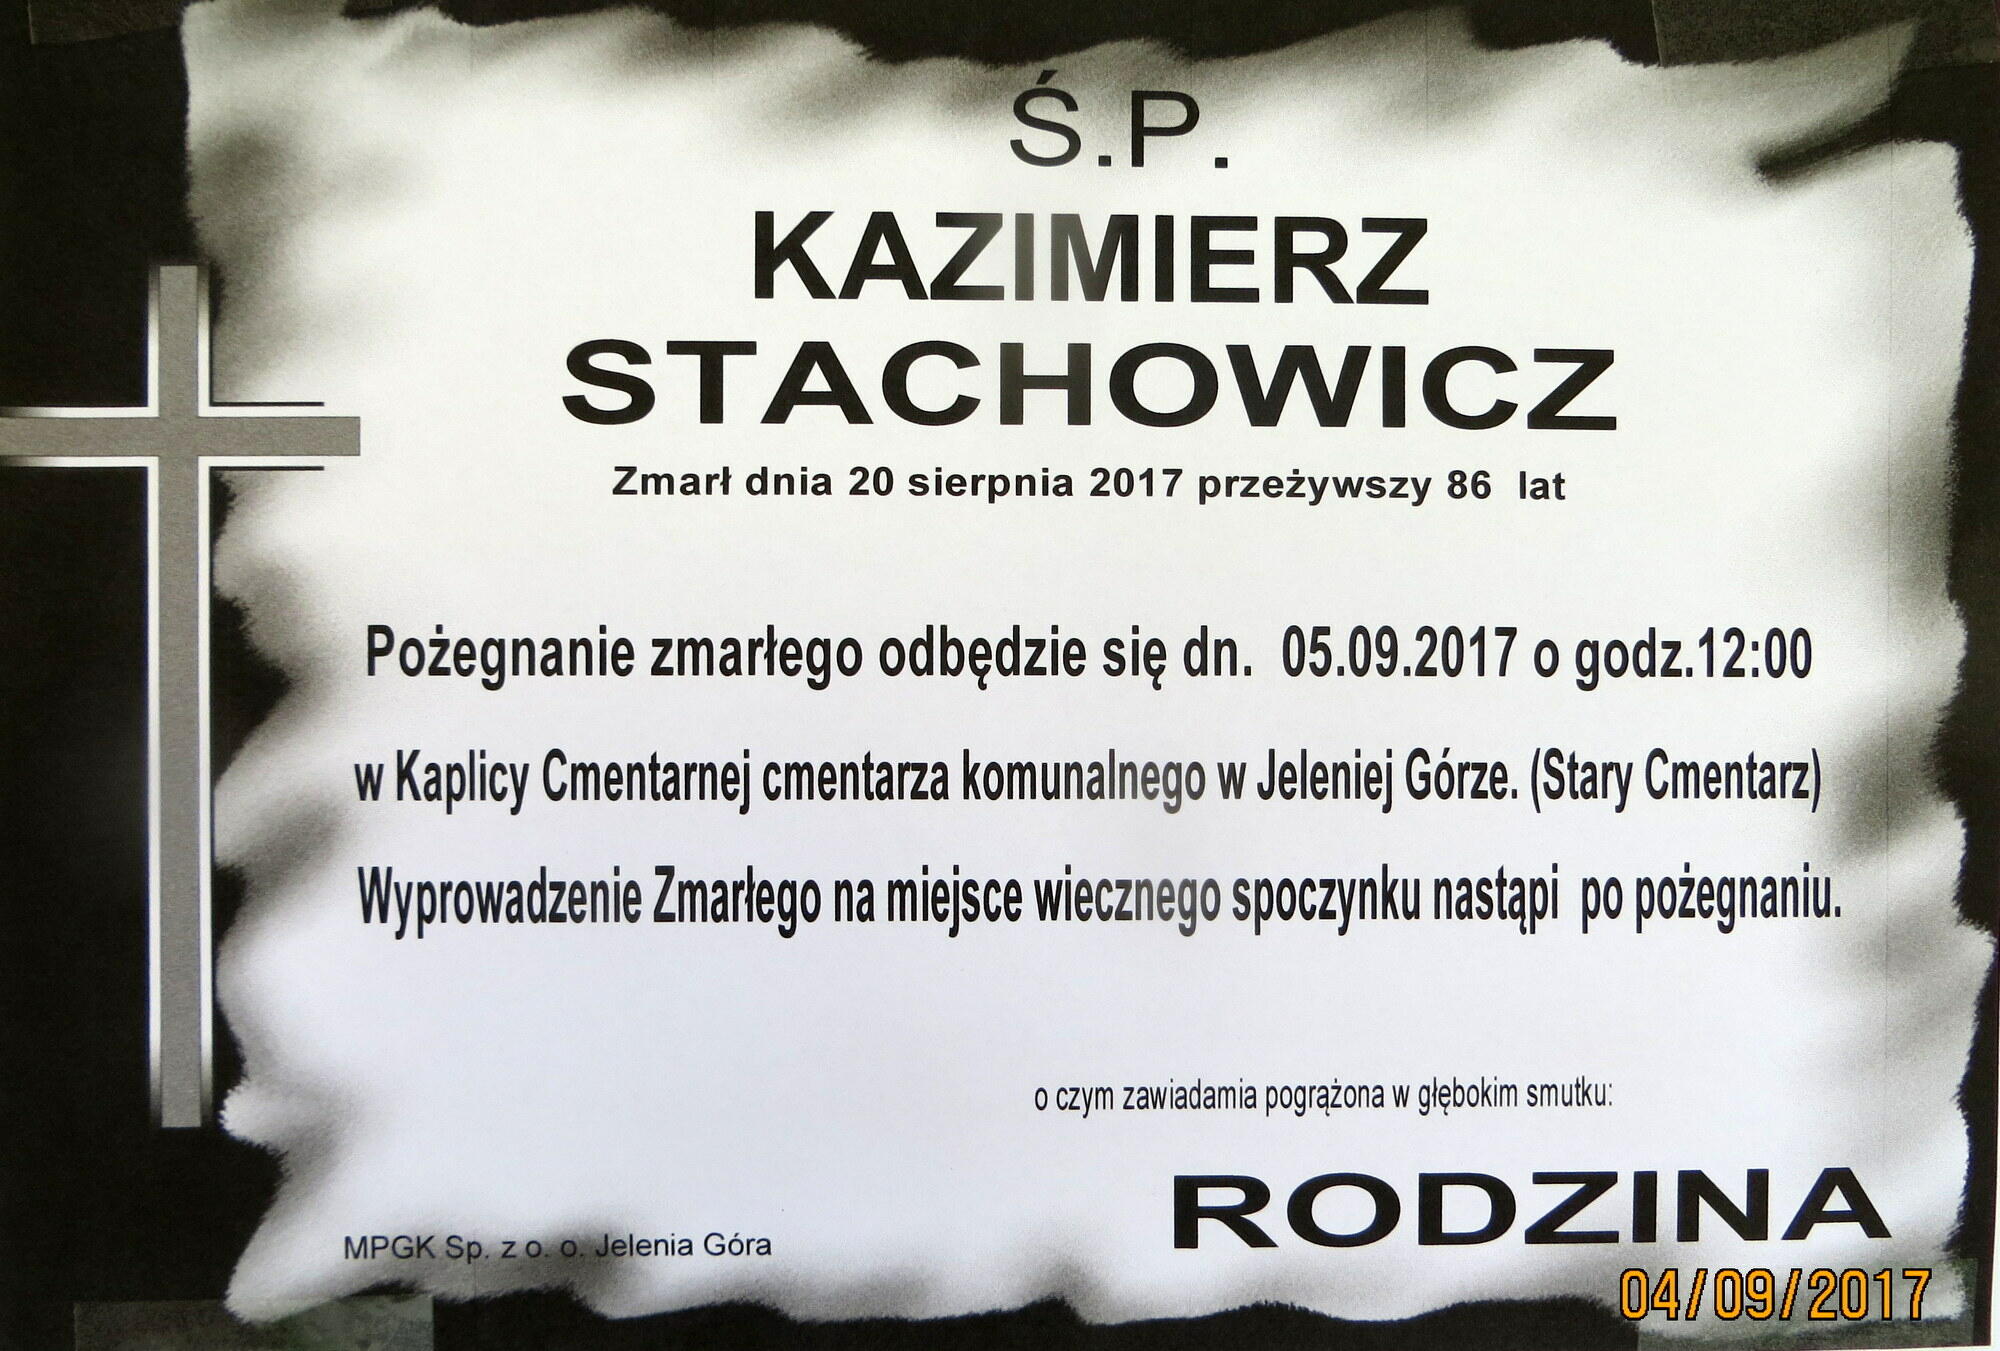 Ś.P.
KAZIMIERZ
STACHOWICZ
Zmarł dnia 20 sierpnia 2017 przeżywszy 86 lat
Pożegnanie zmarłego odbędzie się dn. 05.09.2017 o godz.12:00
w Kaplicy Cmentarnej cmentarza komunalnego w Jeleniej Górze. (Stary Cmentarz)
Wyprowadzenie Zmarłego na miejsce wiecznego spoczynku nastąpi po pożegnaniu.
o czym zawiadamia pogrążona w głębokim smutku:
RODZINA
MPGK Sp. z o. o. Jelenia Góra
04/09/2017